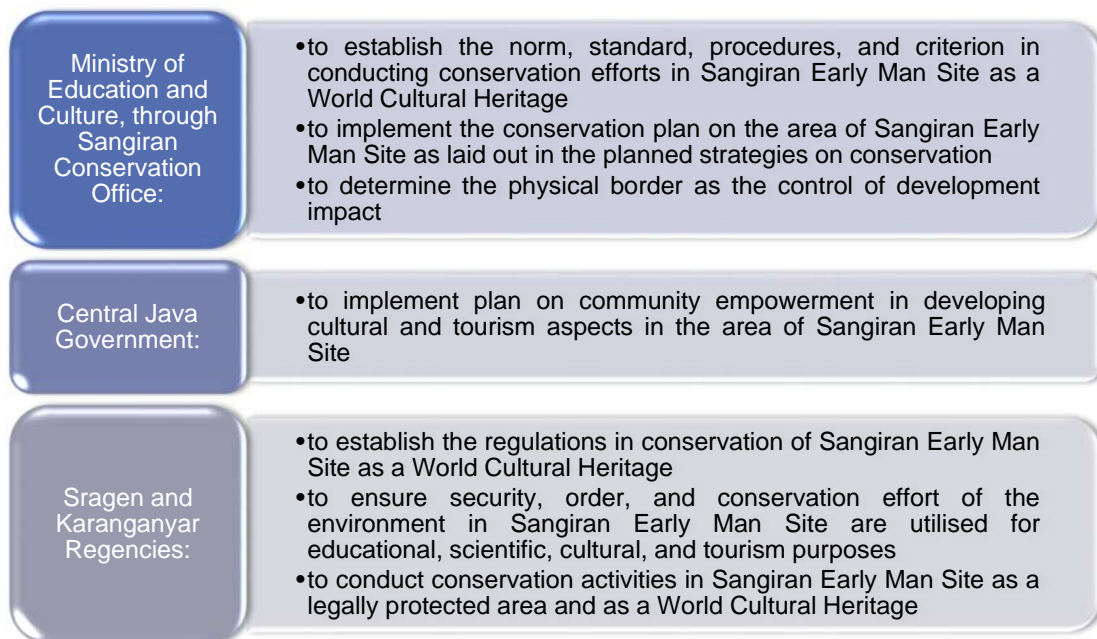 Ministry of
Education and
Culture, through
Sangiran
Conservation
Office:
•to establish the norm, standard, procedures, and criterion in
conducting conservation efforts in Sangiran Early Man Site as a
World Cultural Heritage
•to implement the conservation plan on the area of Sangiran Early
Man Site as laid out in the planned strategies on conservation
•to determine the physical border as the control of development
impact
Central Java
Government:
•to implement plan on community empowerment in developing
cultural and tourism aspects in the area of Sangiran Early Man
Site
Sragen and
Karanganyar
Regencies:
•to establish the regulations in conservation of Sangiran Early Man
Site as a World Cultural Heritage
•to ensure security, order, and conservation effort of the
environment in Sangiran Early Man Site are utilised for
educational, scientific, cultural, and tourism purposes
•to conduct conservation activities in Sangiran Early Man Site as a
legally protected area and as a World Cultural Heritage